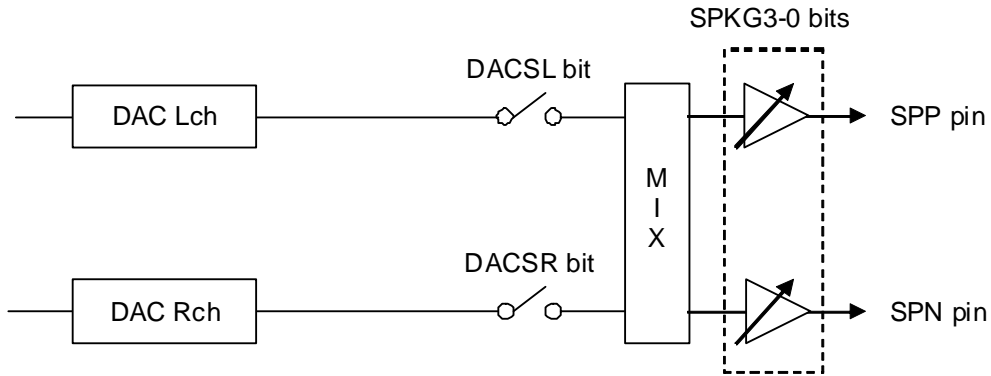 SPKG3-0 bits
DACSL bit
DAC Lch
SPP pin
M
I
X
DACSR bit
DAC Rch
SPN pin